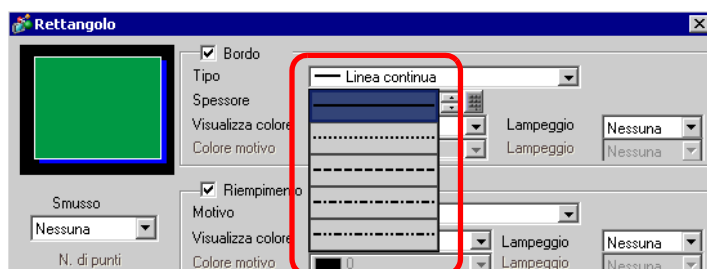 Rettangolo
Bordo
Tipo
Linea continua
Spessore
Visualizza colore
Lampeggio
Nessuna
Colore motivo
Lampeggio
Nessuna
Smusso
Nessuna
N. di punti
Riempimento
Motivo
Visualizza colore
Lampeggio
Nessuna
Colore motivo
0
Lampeggio
Nessuna